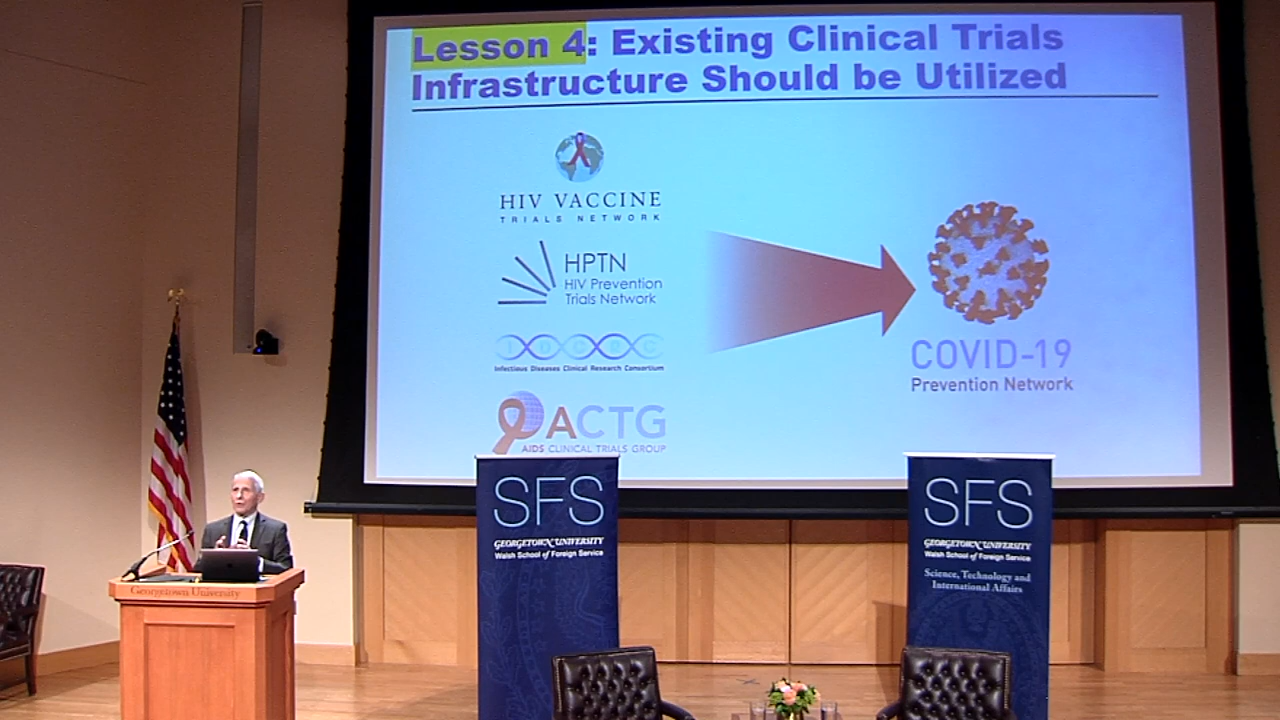 Lesson 4: Existing Clinical Trials
Infrastructure Should be Utilized
HIV VACCINE
TRIALS NETWORK
HPTN
HIV Prevention
Trials Network
IDCRC
Infectious Diseases Clinical Research Consortium
ACTG
AIDS CLINICAL TRIALS GROUP
COVID-19
Prevention Network
SFS
GEORGETOWN UNIVERSITY
Walsh School of Foreign Service
SFS
GEORGETOWN UNIVERSITY
Walsh School of Foreign Service
Science, Technology and
International Affairs
Georgetown University